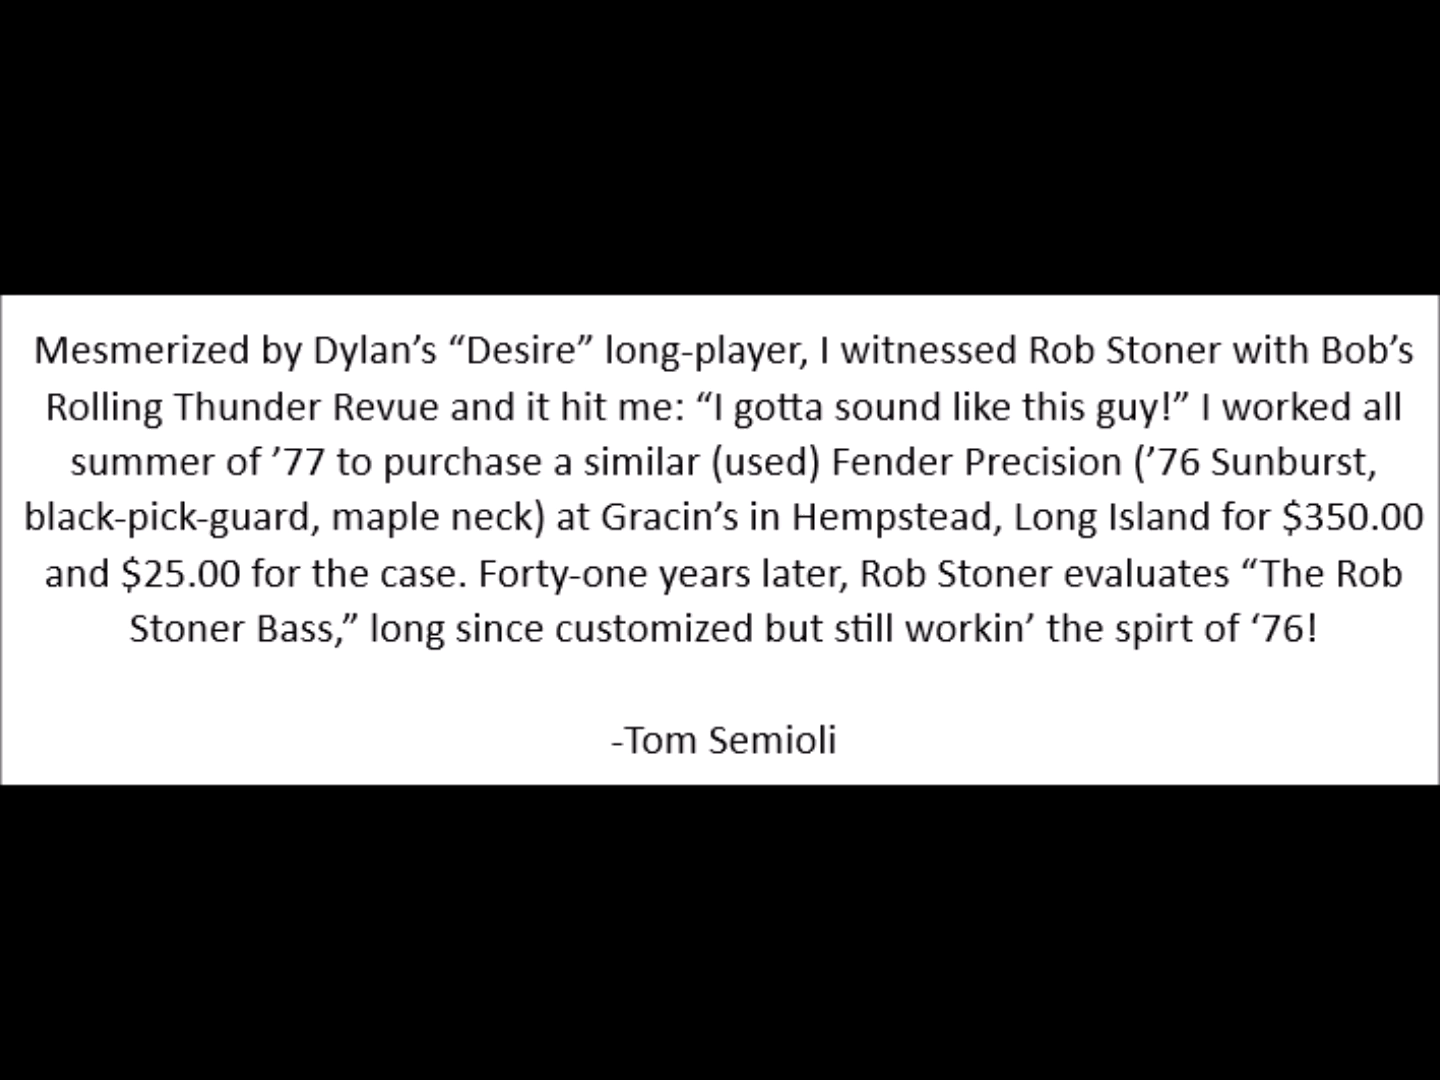 Mesmerized by Dylan’s “Desire” long-player, I witnessed Rob Stoner with Bob’s
Rolling Thunder Revue and it hit me: “I gotta sound like this guy!” I worked all
summer of ’77 to purchase a similar (used) Fender Precision (’76 Sunburst,
black-pick-guard, maple neck) at Gracin’s in Hempstead, Long Island for $350.00
and $25.00 for the case. Forty-one years later, Rob Stoner evaluates “The Rob
Stoner Bass,” long since customized but still workin’ the spirt of ‘76!
-Tom Semioli